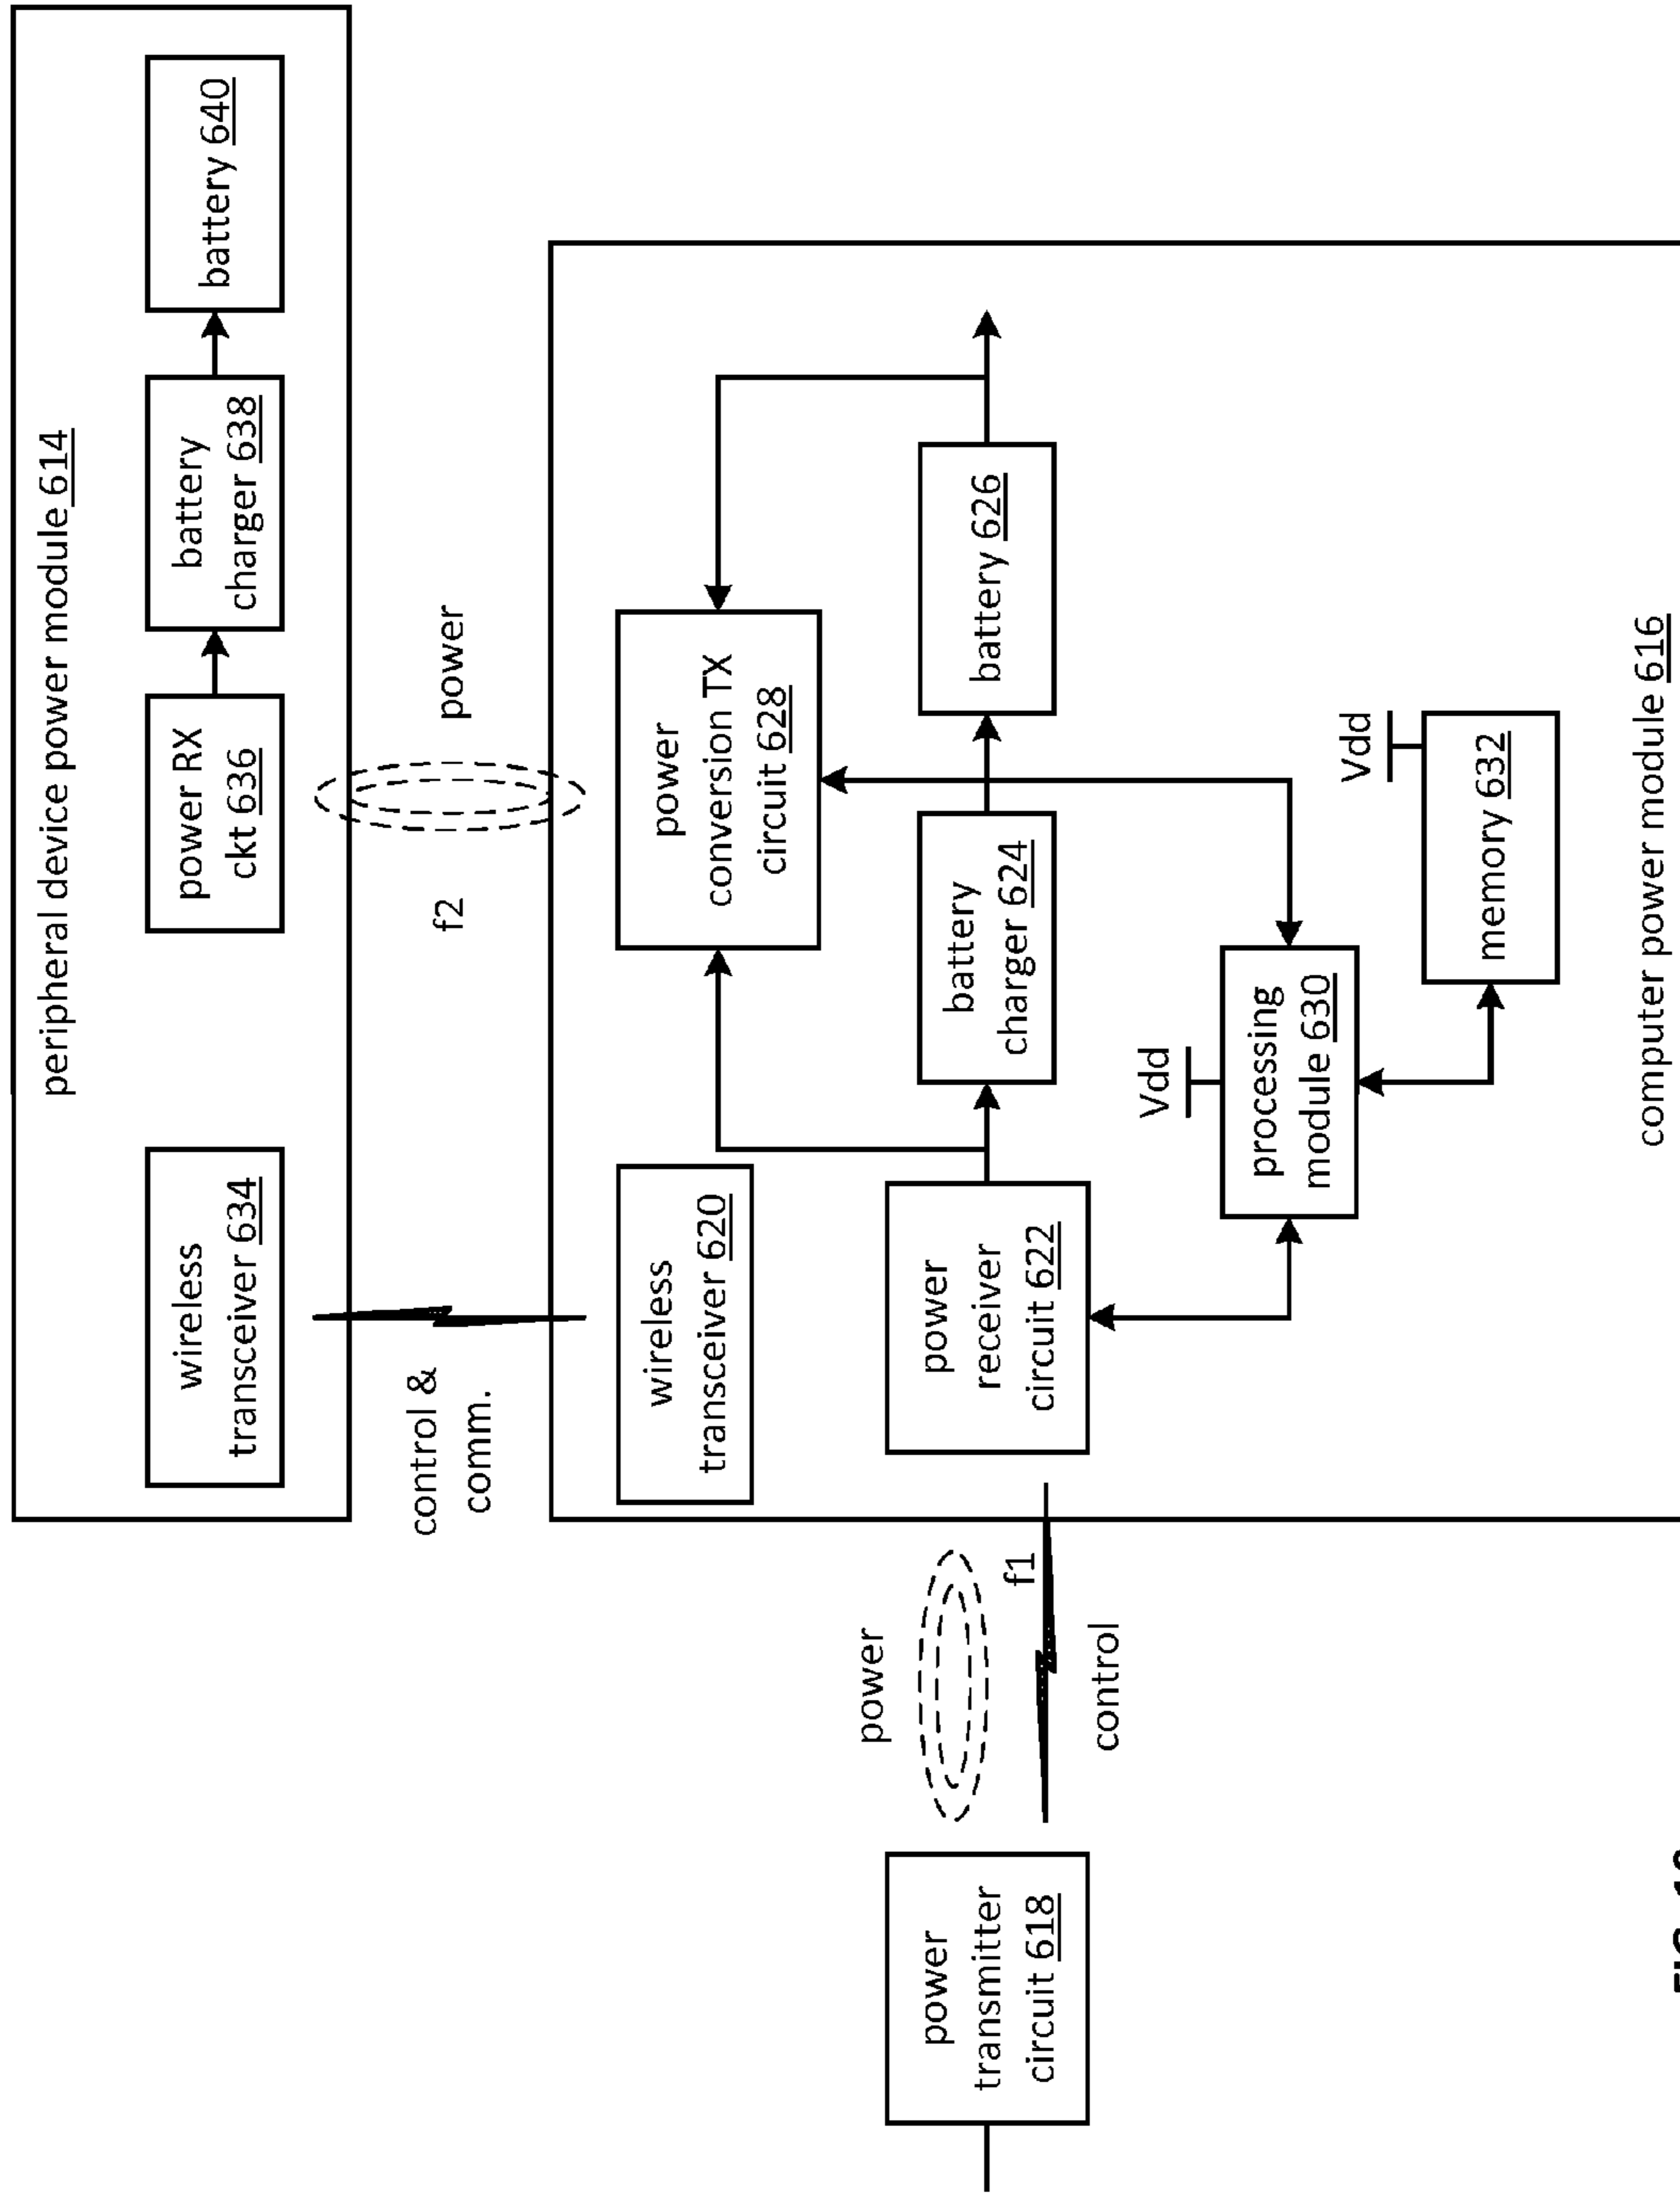 peripheral device power module 614
wireless
transceiver 634
power RX
ckt 636
battery
charger 638
battery 640
control &
comm.
f2
power
wireless
transceiver 620
power
conversion TX
circuit 628
power
transmitter
circuit 618
power
f1
control
power
receiver
circuit 622
battery
charger 624
battery 626
Vdd
processing
module 630
Vdd
memory 632
computer power module 616